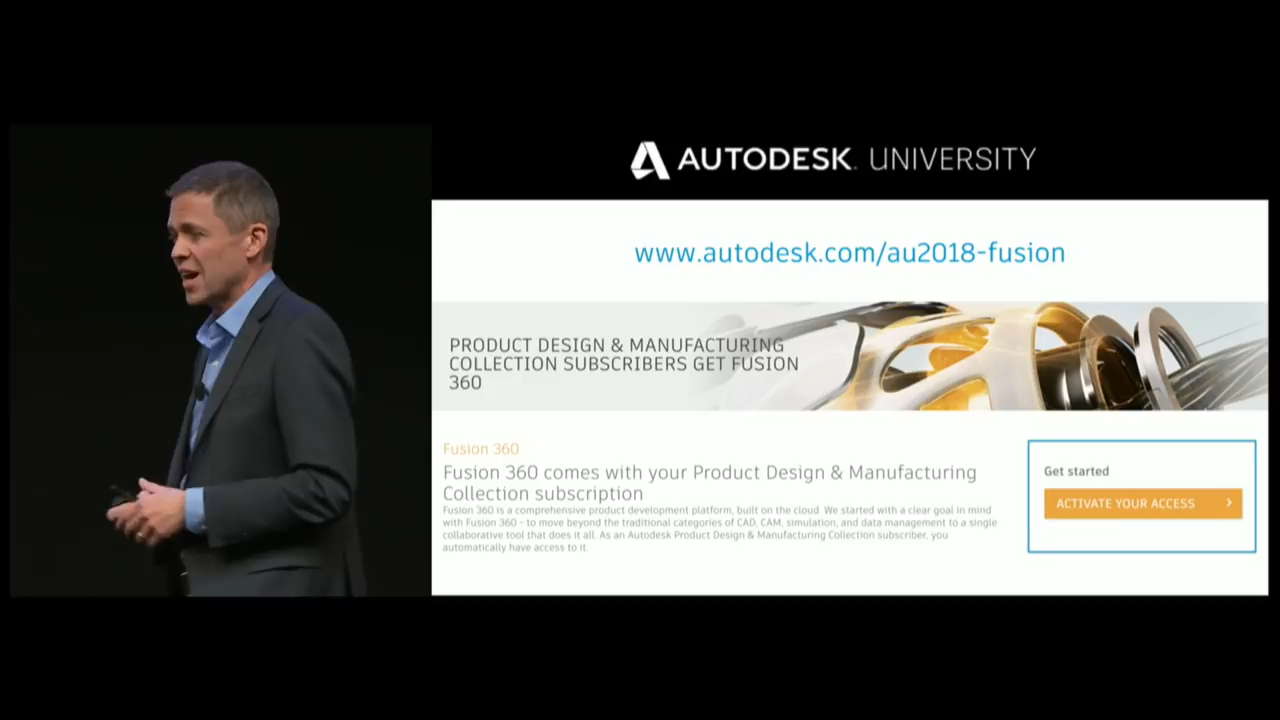 AUTODESK. UNIVERSITY
www.autodesk.com/au2018-fusion
PRODUCT DESIGN & MANUFACTURING
COLLECTION SUBSCRIBERS GET FUSION
360
Fusion 360
Fusion 360 comes with your Product Design & Manufacturing
Collection subscription
Fusion 360 is a comprehensive product development platform, built on the cloud. We started with a clear goal in mind
with Fusion 360 - to move beyond the traditional categories of CAD, CAM, simulation, and data management to a single
collaborative tool that does it all. As an Autodesk Product Design & Manufacturing Collection subscriber, you
automatically have access to it.
Get started
ACTIVATE YOUR ACCESS >